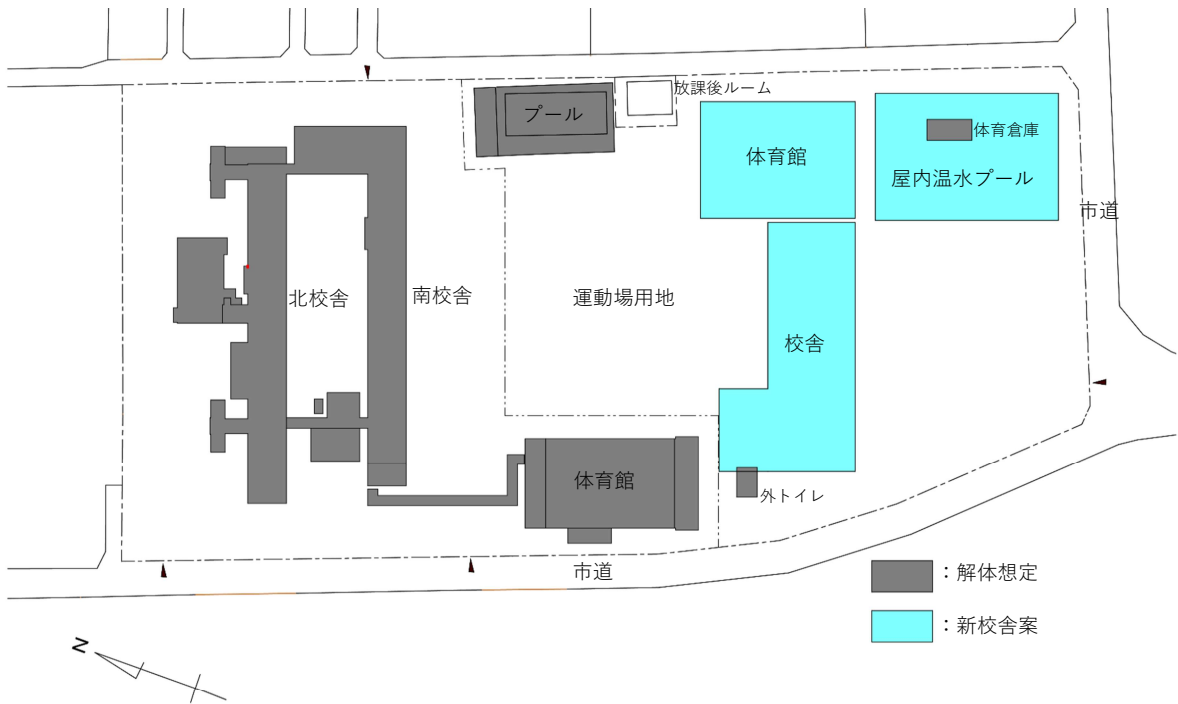 放課後ルーム
プール
体育倉庫
体育館
屋内温水プール
市道
北校舎
南校舎
運動場用地
校舎
体育館
外トイレ
市道
：解体想定
：新校舎案
N